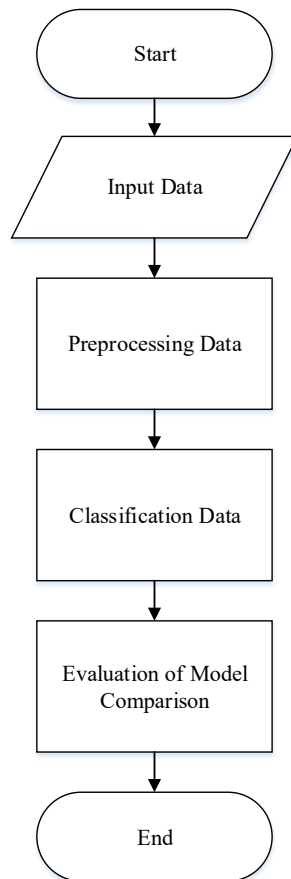 Start
Input Data
Preprocessing Data
Classification Data
Evaluation of Model
Comparison
End